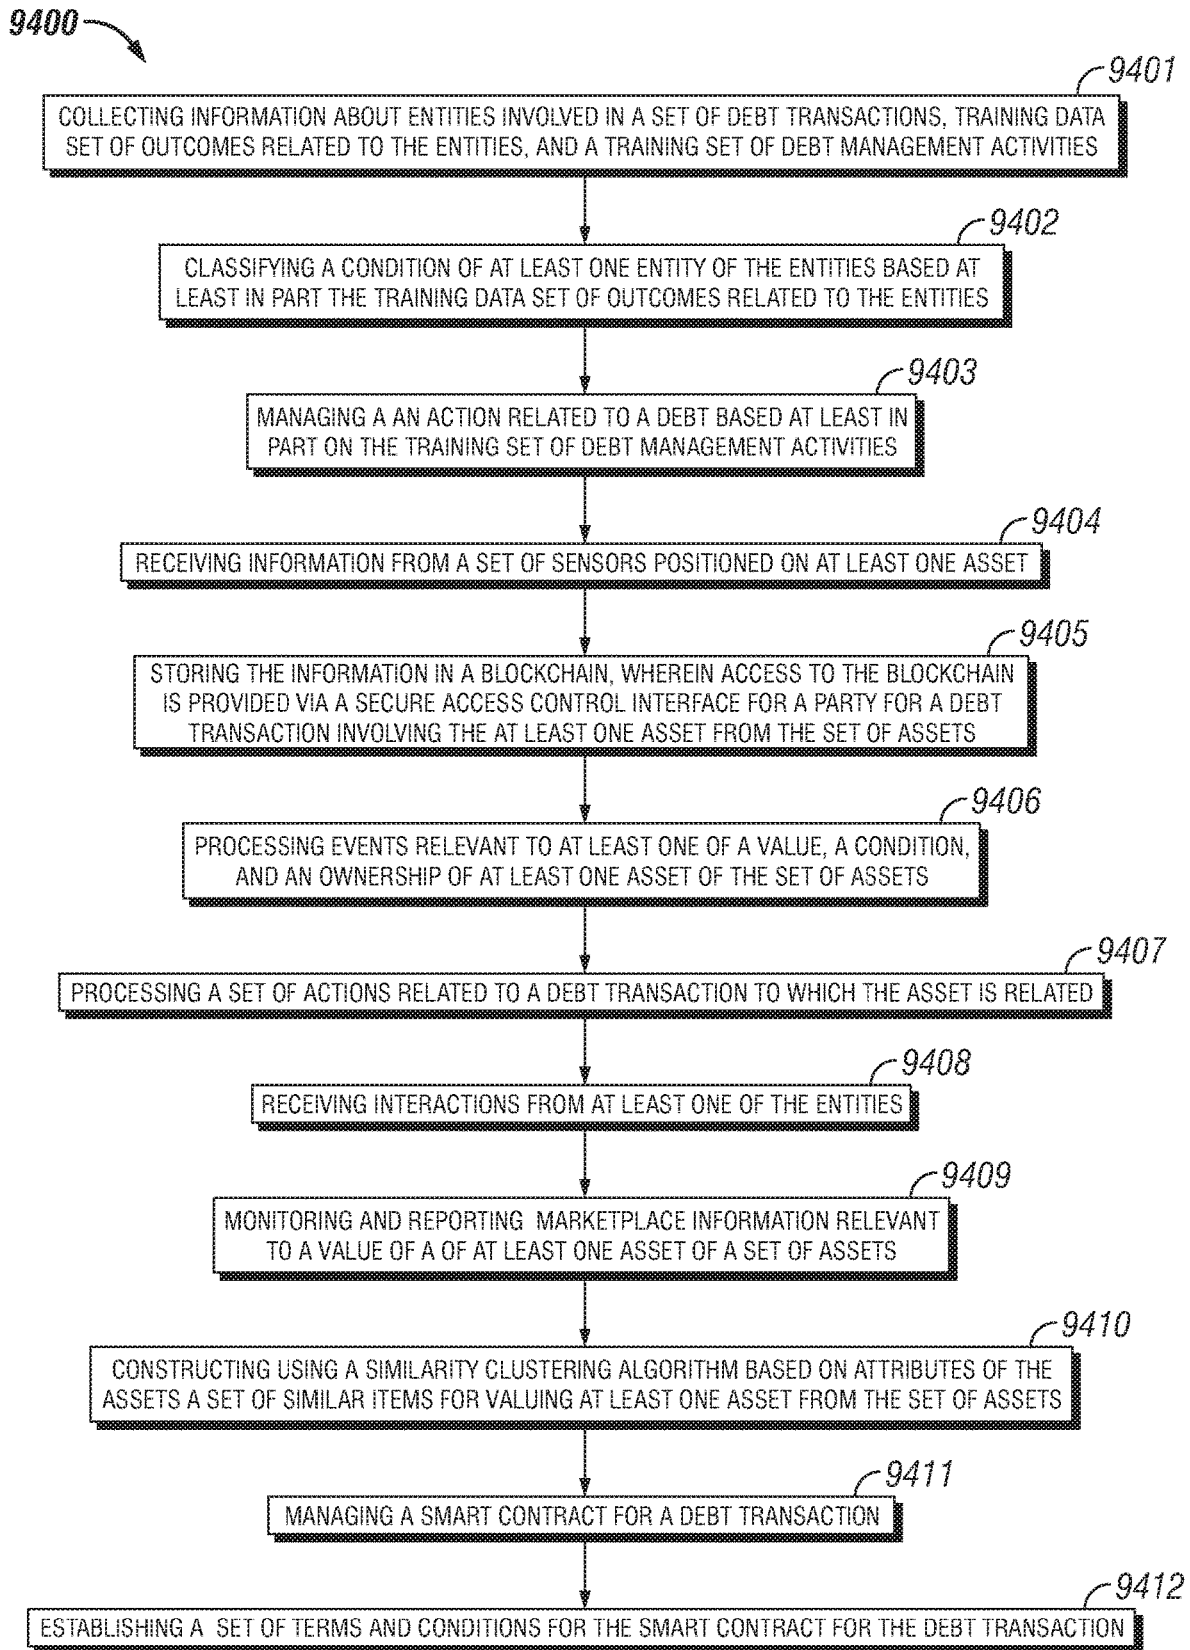 9400
9401
COLLECTING INFORMATION ABOUT ENTITIES INVOLVED IN A SET OF DEBT TRANSACTIONS, TRAINING DATA
SET OF OUTCOMES RELATED TO THE ENTITIES, AND A TRAINING SET OF DEBT MANAGEMENT ACTIVITIES
9402
CLASSIFYING A CONDITION OF AT LEAST ONE ENTITY OF THE ENTITIES BASED AT
LEAST IN PART THE TRAINING DATA SET OF OUTCOMES RELATED TO THE ENTITIES
9403
MANAGING A AN ACTION RELATED TO A DEBT BASED AT LEAST IN
PART ON THE TRAINING SET OF DEBT MANAGEMENT ACTIVITIES
9404
RECEIVING INFORMATION FROM A SET OF SENSORS POSITIONED ON AT LEAST ONE ASSET
9405
STORING THE INFORMATION IN A BLOCKCHAIN, WHEREIN ACCESS TO THE BLOCKCHAIN
IS PROVIDED VIA A SECURE ACCESS CONTROL INTERFACE FOR A PARTY FOR A DEBT
TRANSACTION INVOLVING THE AT LEAST ONE ASSET FROM THE SET OF ASSETS
9406
PROCESSING EVENTS RELEVANT TO AT LEAST ONE OF A VALUE, A CONDITION,
AND AN OWNERSHIP OF AT LEAST ONE ASSET OF THE SET OF ASSETS
9407
PROCESSING A SET OF ACTIONS RELATED TO A DEBT TRANSACTION TO WHICH THE ASSET IS RELATED
9408
RECEIVING INTERACTIONS FROM AT LEAST ONE OF THE ENTITIES
9409
MONITORING AND REPORTING MARKETPLACE INFORMATION RELEVANT
TO A VALUE OF A OF AT LEAST ONE ASSET OF A SET OF ASSETS
9410
CONSTRUCTING USING A SIMILARITY CLUSTERING ALGORITHM BASED ON ATTRIBUTES OF THE
ASSETS A SET OF SIMILAR ITEMS FOR VALUING AT LEAST ONE ASSET FROM THE SET OF ASSETS
9411
MANAGING A SMART CONTRACT FOR A DEBT TRANSACTION
9412
ESTABLISHING A SET OF TERMS AND CONDITIONS FOR THE SMART CONTRACT FOR THE DEBT TRANSACTION